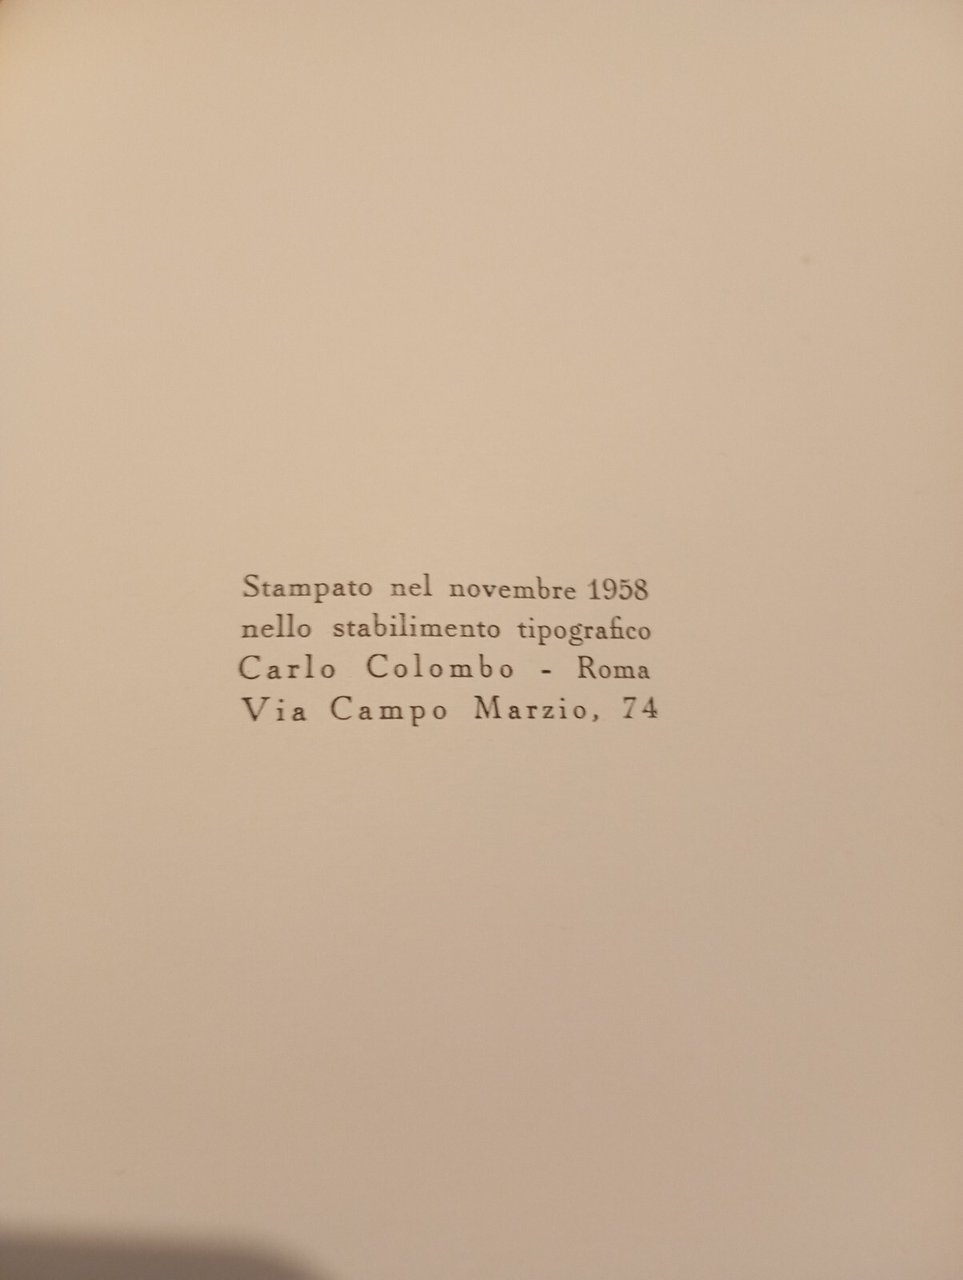 Stampato nel novembre 1958
nello stabilimento tipografico
Carlo Colombo - Roma
Via Campo Marzio, 74